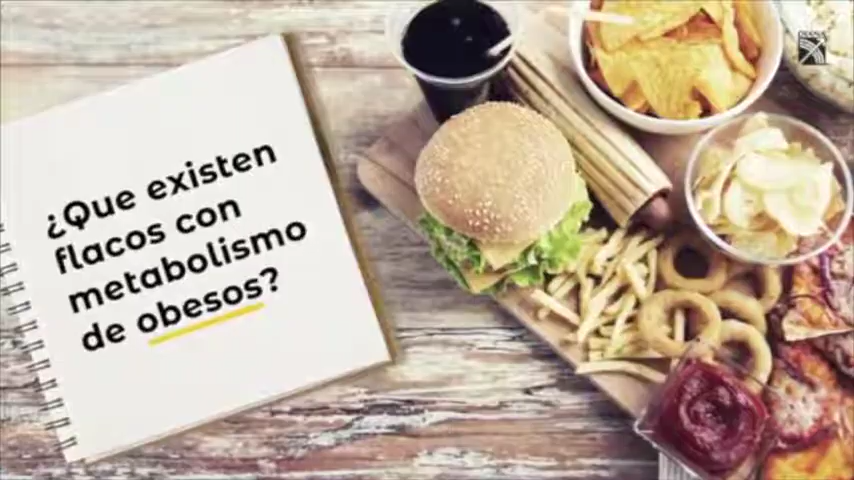 ¿Que existen
flacos con
metabolismo
de obesos?